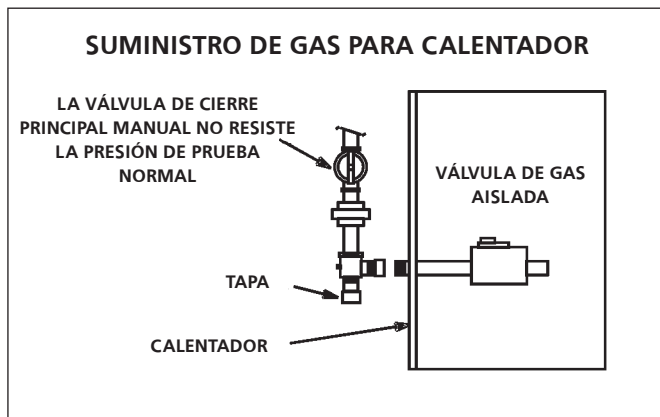 SUMINISTRO DE GAS PARA CALENTADOR
LA VÁLVULA DE CIERRE
PRINCIPAL MANUAL NO RESISTE
LA PRESIÓN DE PRUEBA
NORMAL
VÁLVULA DE GAS
AISLADA
TAPA
CALENTADOR